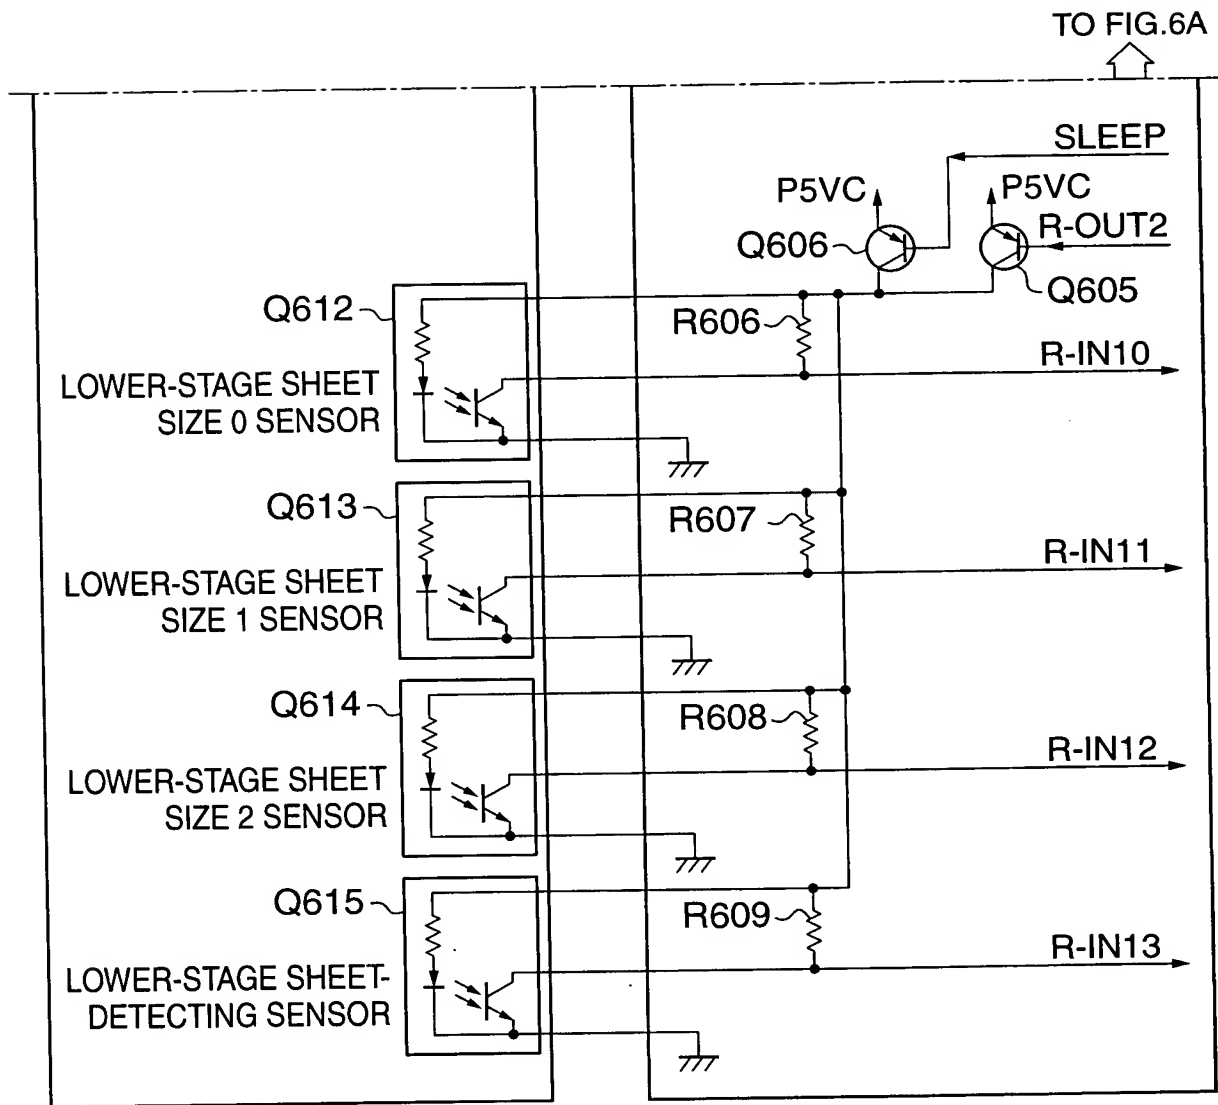 TO FIG.6A
SLEEP
P5VC
P5VC
R-OUT2
Q606
Q605
Q612
R606
R-IN10
LOWER-STAGE SHEET
SIZE 0 SENSOR
Q613
R607
R-IN11
LOWER-STAGE SHEET
SIZE 1 SENSOR
Q614
R608
R-IN12
LOWER-STAGE SHEET
SIZE 2 SENSOR
Q615
R609
R-IN13
LOWER-STAGE SHEET-
DETECTING SENSOR